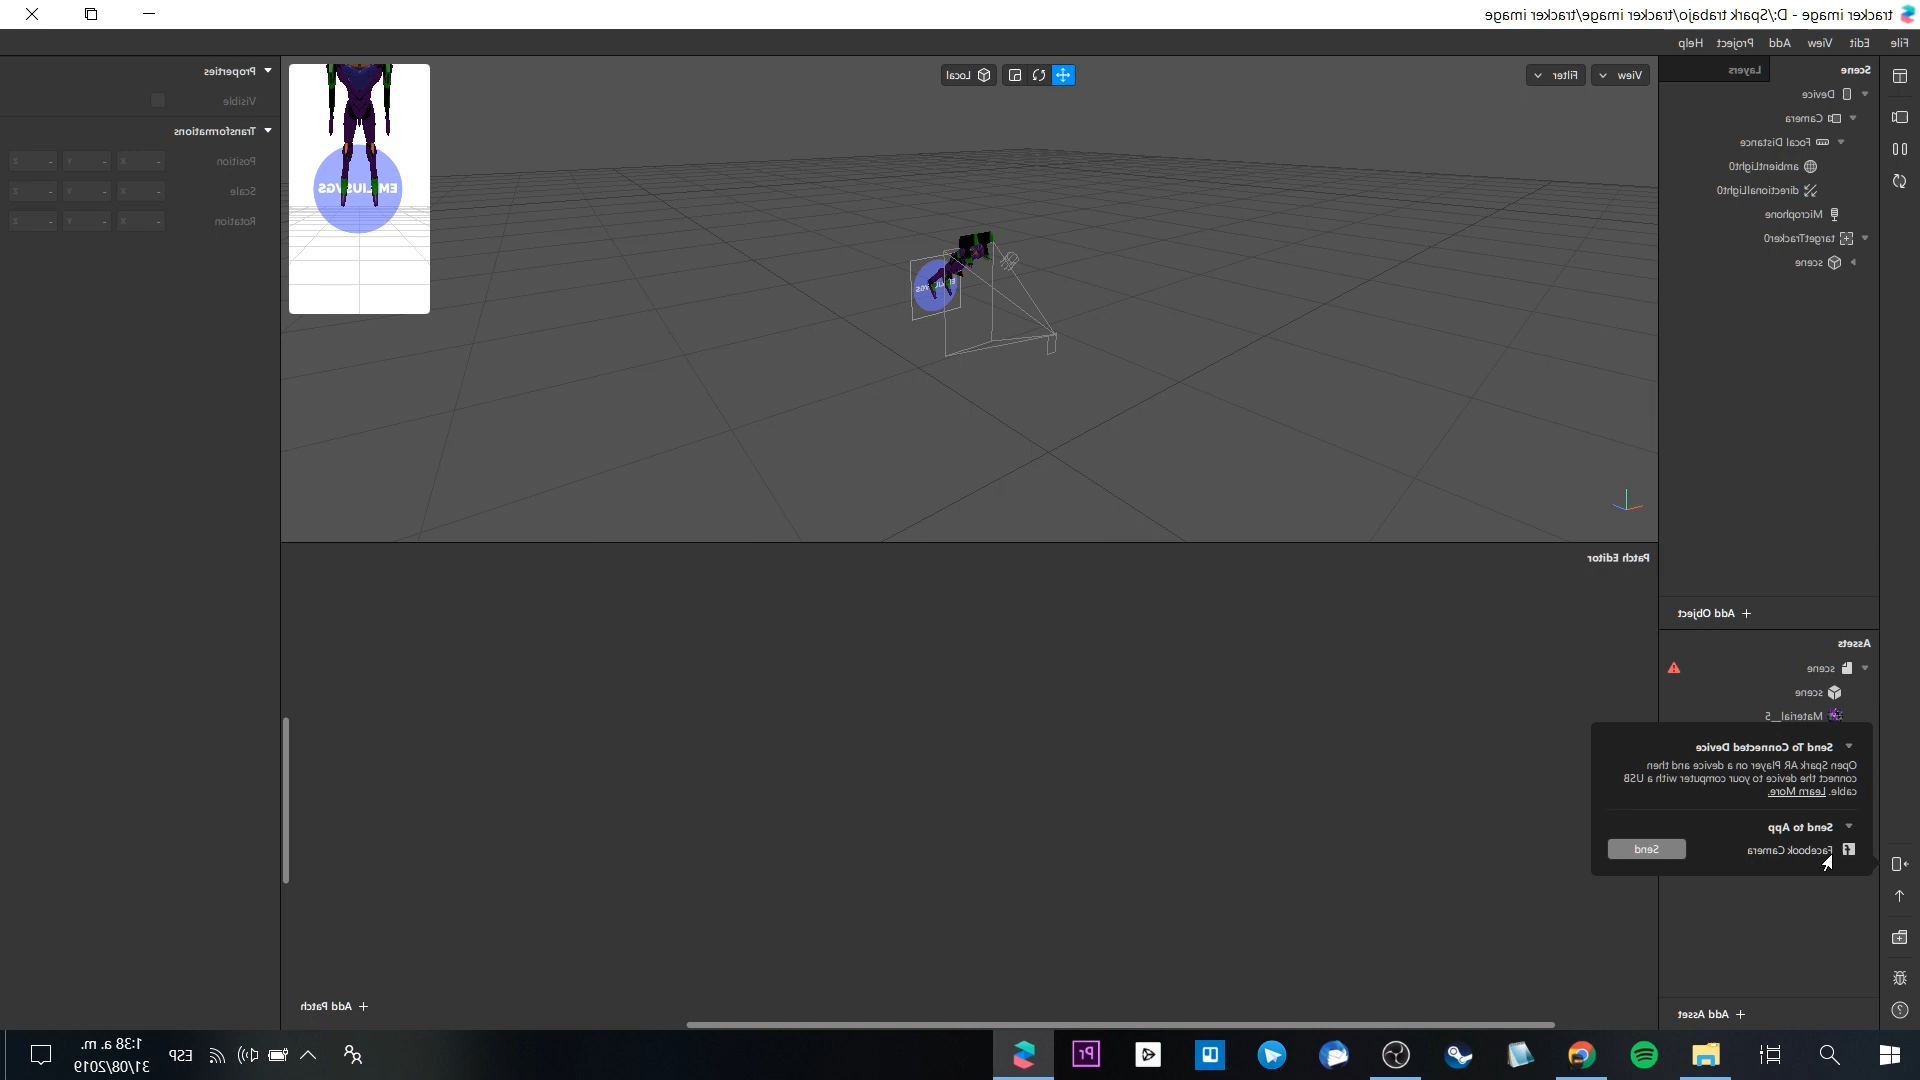 tracker image - D:/Spark trabajo/tracker image/tracker image
File Edit View Add Project Help
Scene Layers
Device
Camera
Focal Distance
ambientLight0
directionalLight0
Microphone
targetTracker0
scene
+ Add Object
Assets
scene
scene
Material_5
Send To Connected Device
Open Spark AR Player on a device and then
connect the device to your computer with a USB
cable. Learn More.
Send to App
Facebook Camera Send
+ Add Asset
View Filter
Local
Patch Editor
+ Add Patch
Properties
Visible
Transformations
Position X - Y - Z -
Scale X - Y - Z -
Rotation X - Y - Z -
Pr
ESP
1:38 a. m.
31/08/2019